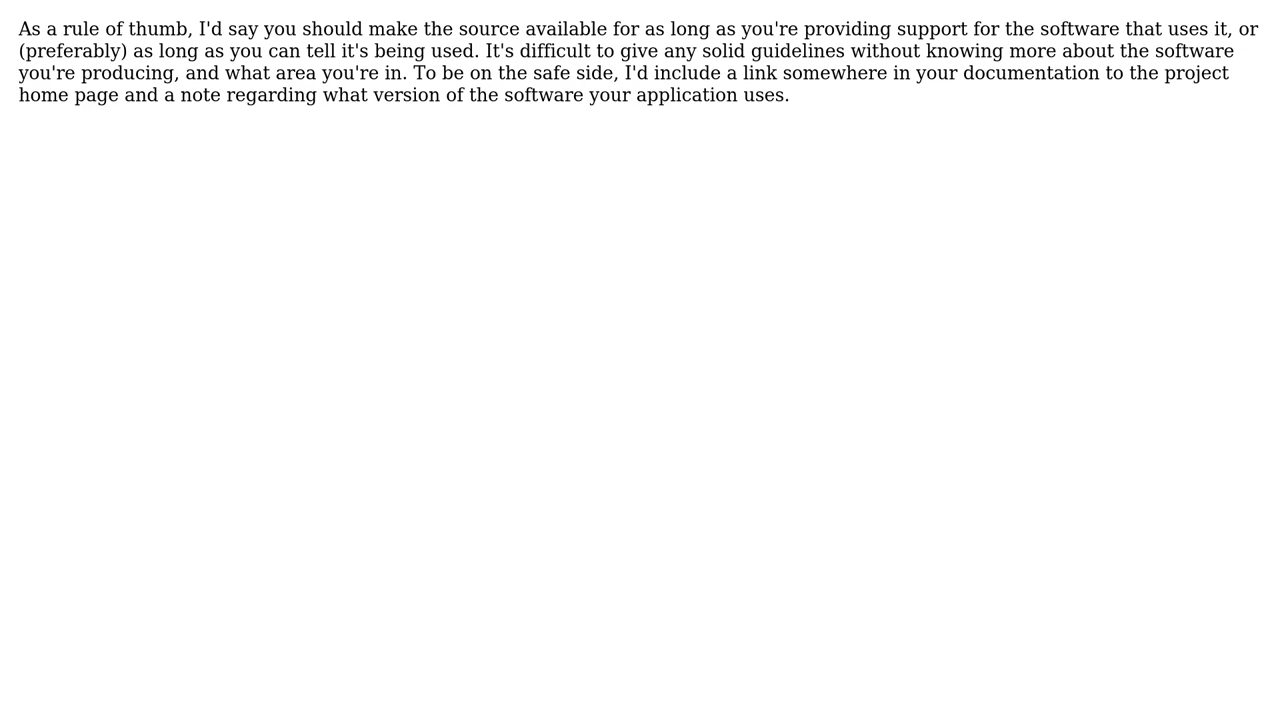 As a rule of thumb, I'd say you should make the source available for as long as you're providing support for the software that uses it, or
(preferably) as long as you can tell it's being used. It's difficult to give any solid guidelines without knowing more about the software
you're producing, and what area you're in. To be on the safe side, I'd include a link somewhere in your documentation to the project
home page and a note regarding what version of the software your application uses.